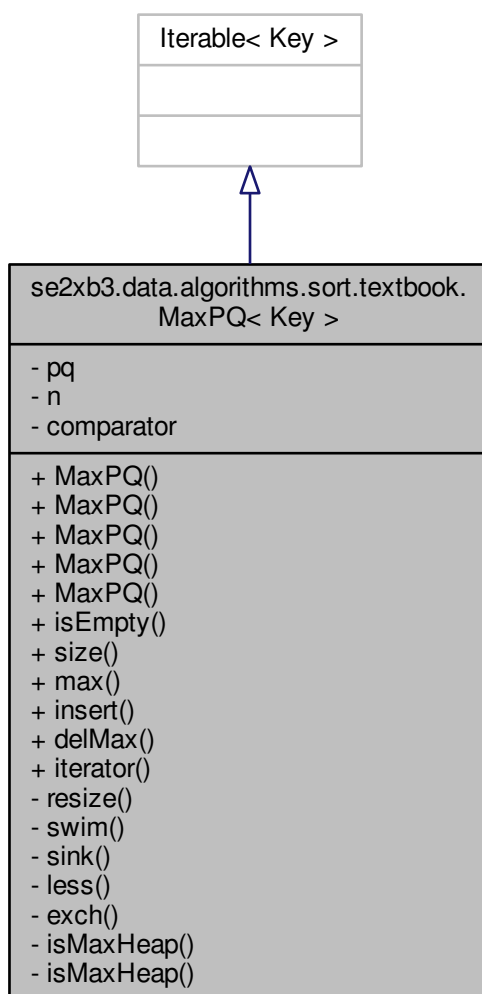 Iterable< Key >
se2xb3.data.algorithms.sort.textbook.
MaxPQ< Key >
- pq
- n
- comparator
+ MaxPQ()
+ MaxPQ()
+ MaxPQ()
+ MaxPQ()
+ MaxPQ()
+ isEmpty()
+ size()
+ max()
+ insert()
+ delMax()
+ iterator()
- resize()
- swim()
- sink()
- less()
- exch()
- isMaxHeap()
- isMaxHeap()